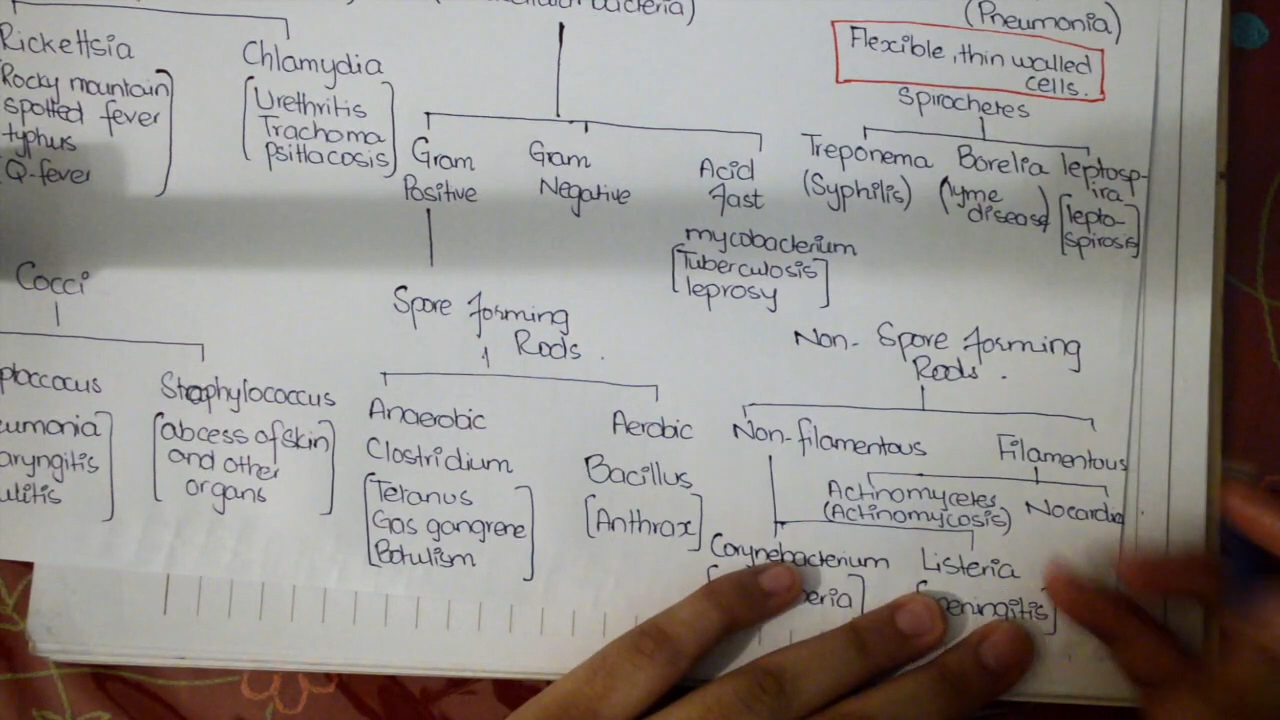 (Pneumonia)
Rickettsia
Rocky mountain
spotted fever
typhus
Q-fever
Chlamydia
Urethritis
Trachoma
psittacosis
Flexible, thin walled
cells.
Spirochetes
Treponema
(Syphilis)
Borelia
(lyme
disease)
leptosp-
ira
[lepto-
spirosis]
Gram
Positive
Gram
Negative
Acid
fast
mycobacterium
Tuberculosis
leprosy
Cocci
Staphylococcus
abcess of skin
and other
organs
Spore forming
Rods.
Anaerobic
Clostridium
Tetanus
Gas gangrene
Botulism
Aerobic
Bacillus
[Anthrax]
Non-Spore forming
Rods.
Non-filamentous
Filamentous
Actinomycetes
(Actinomycosis)
Nocardia
Corynebacterium
Listeria